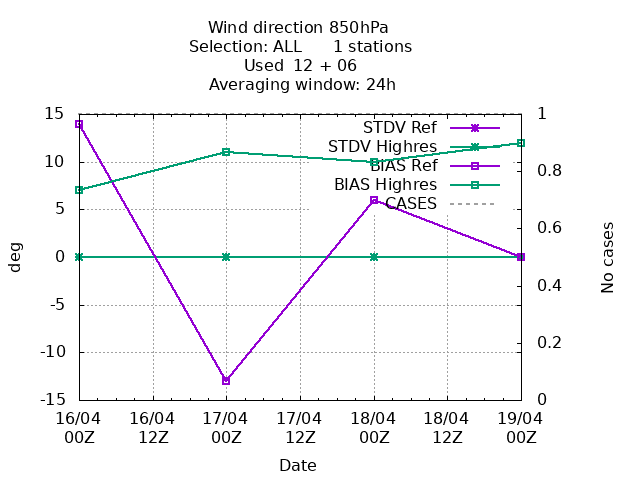 Wind direction 850hPa
Selection: ALL      1 stations
Used  12 + 06
Averaging window: 24h
15
10
5
0
-5
-10
-15
deg
1
0.8
0.6
0.4
0.2
0
No cases
STDV Ref
STDV Highres
BIAS Ref
BIAS Highres
CASES
16/04 16/04 17/04 17/04 18/04 18/04 19/04
00Z 12Z 00Z 12Z 00Z 12Z 00Z
Date